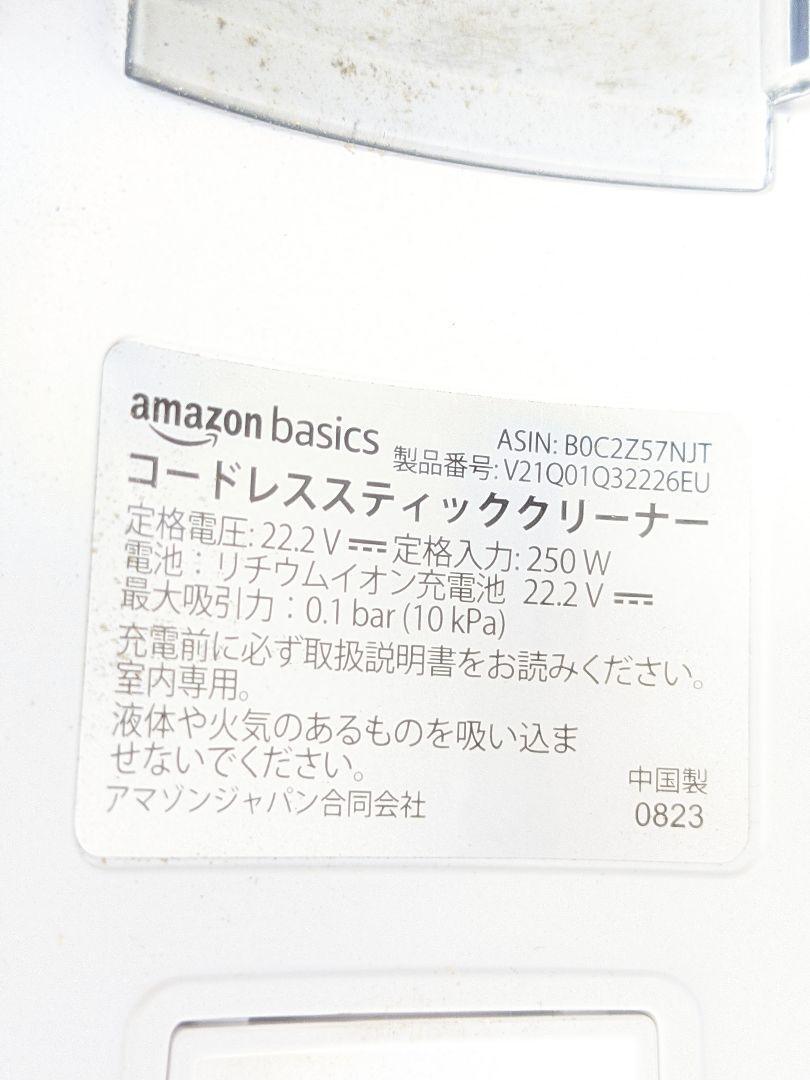 amazon basics
ASIN: B0C2Z57NJT
製品番号: V21Q01Q32226EU
コードレススティッククリーナー
定格電圧: 22.2 V ⎓ 定格入力: 250 W
電池：リチウムイオン充電池 22.2 V ⎓
最大吸引力：0.1 bar (10 kPa)
充電前に必ず取扱説明書をお読みください。
室内専用。
液体や火気のあるものを吸い込ま
せないでください。
アマゾンジャパン合同会社
中国製
0823